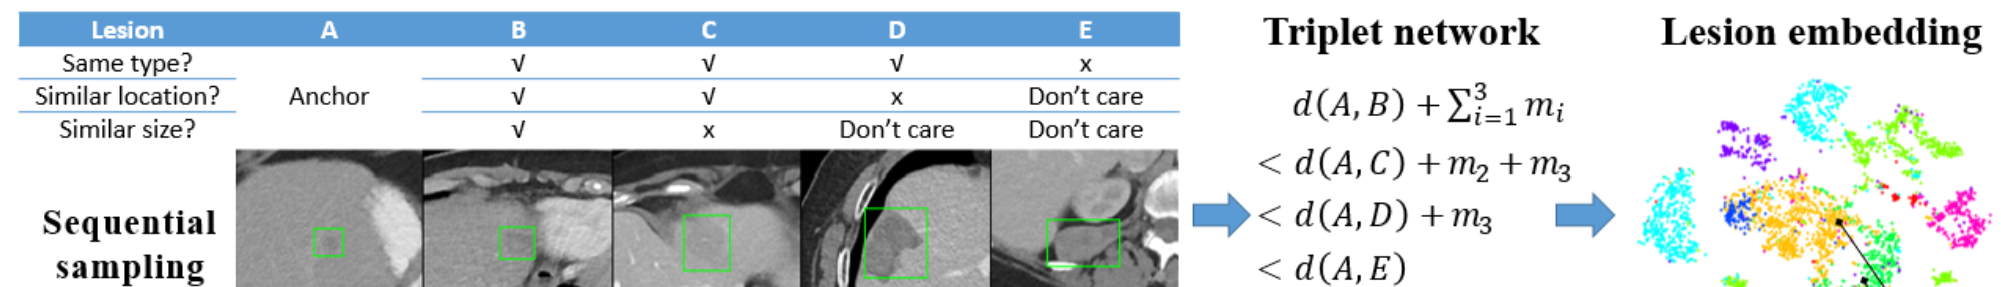 Lesion A B C D E
Same type? √ √ √ x
Similar location? Anchor √ √ x Don't care
Similar size? √ x Don't care Don't care
Sequential
sampling
Triplet network
d(A, B) + ∑³ᵢ₌₁ mᵢ
< d(A, C) + m₂ + m₃
< d(A, D) + m₃
< d(A, E)
Lesion embedding